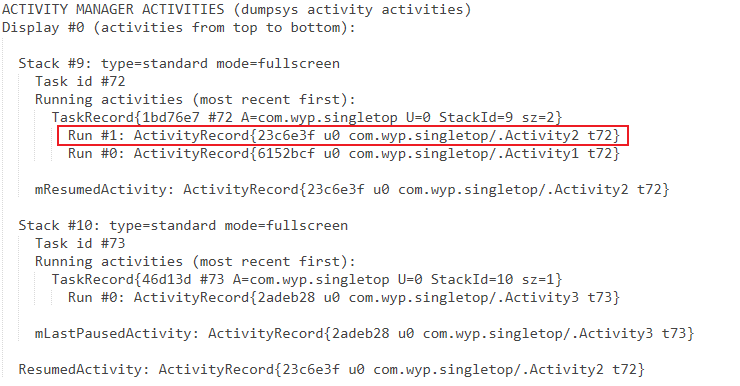 ACTIVITY MANAGER ACTIVITIES (dumpsys activity activities)
Display #0 (activities from top to bottom):
Stack #9: type=standard mode=fullscreen
Task id #72
Running activities (most recent first):
TaskRecord{1bd76e7 #72 A=com.wyp.singletop U=0 StackId=9 sz=2}
Run #1: ActivityRecord{23c6e3f u0 com.wyp.singletop/.Activity2 t72}
Run #0: ActivityRecord{6152bcf u0 com.wyp.singletop/.Activity1 t72}
mResumedActivity: ActivityRecord{23c6e3f u0 com.wyp.singletop/.Activity2 t72}
Stack #10: type=standard mode=fullscreen
Task id #73
Running activities (most recent first):
TaskRecord{46d13d #73 A=com.wyp.singletop U=0 StackId=10 sz=1}
Run #0: ActivityRecord{2adeb28 u0 com.wyp.singletop/.Activity3 t73}
mLastPausedActivity: ActivityRecord{2adeb28 u0 com.wyp.singletop/.Activity3 t73}
ResumedActivity: ActivityRecord{23c6e3f u0 com.wyp.singletop/.Activity2 t72}